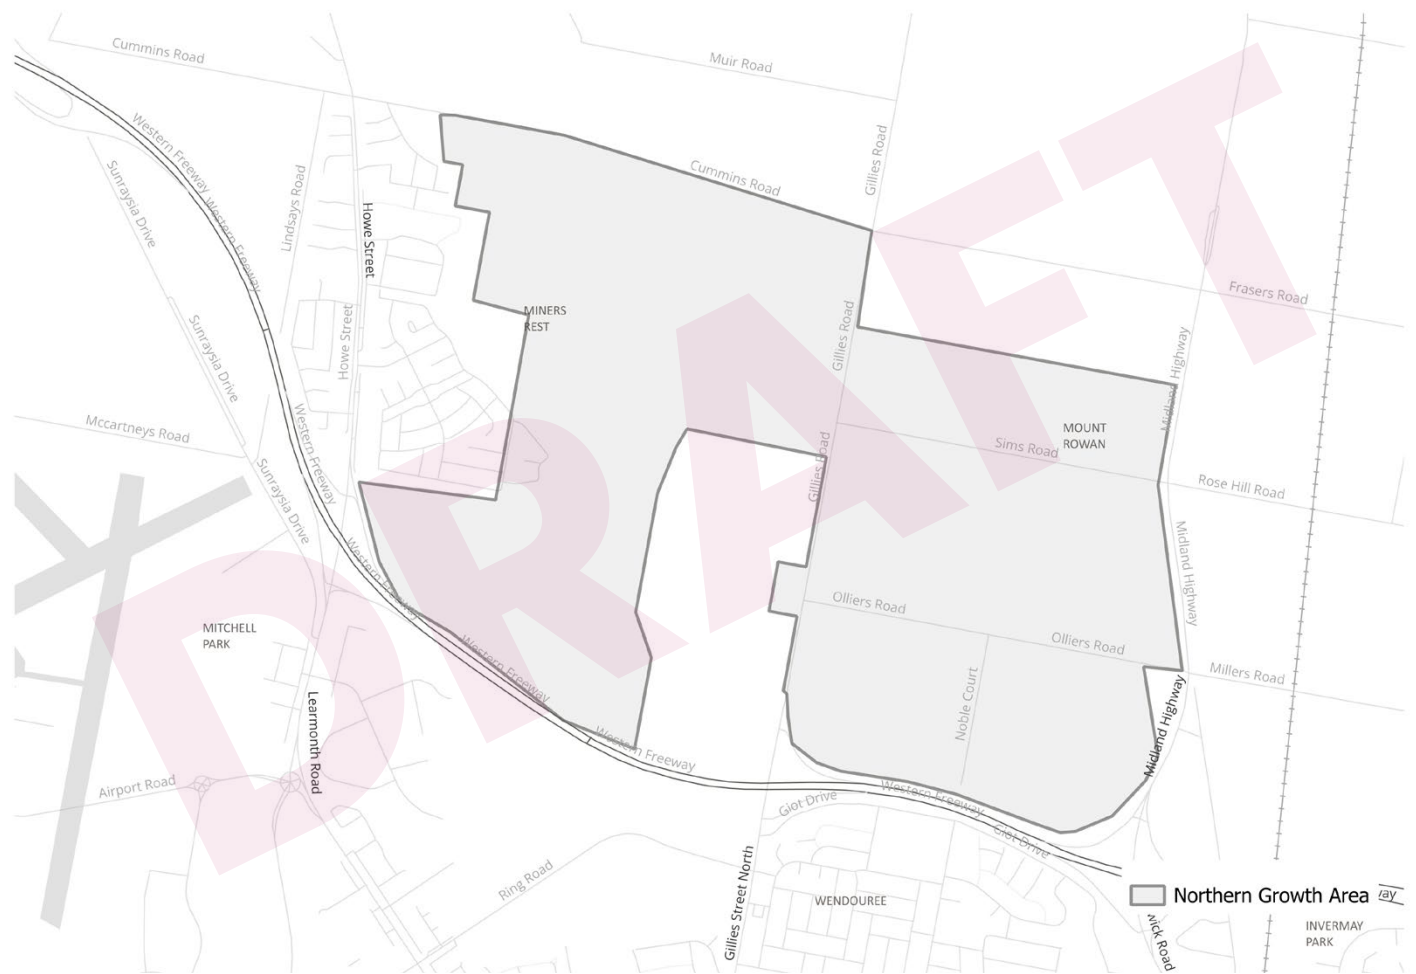 Cummins Road
Muir Road
Western Freeway
Western Freeway
Sunraysia Drive
Lindsays Road
Howe Street
Cummins Road
Gillies Road
Frasers Road
MINERS
REST
Howe Street
Gillies Road
Midland Highway
Sunraysia Drive
Mccartneys Road
Western Freeway
Sunraysia Drive
MOUNT
ROWAN
Sims Road
Gillies Road
Rose Hill Road
Midland Highway
Western Freeway
DRAFT
Olliers Road
Olliers Road
MITCHELL
PARK
Western Freeway
Millers Road
Noble Court
Midland Highway
Learmonth Road
Western Freeway
Airport Road
Western Freeway
Giot Drive
Giot Drive
Ring Road
Gillies Street North
WENDOUREE
Northern Growth Area
ray
wick Road
INVERMAY
PARK